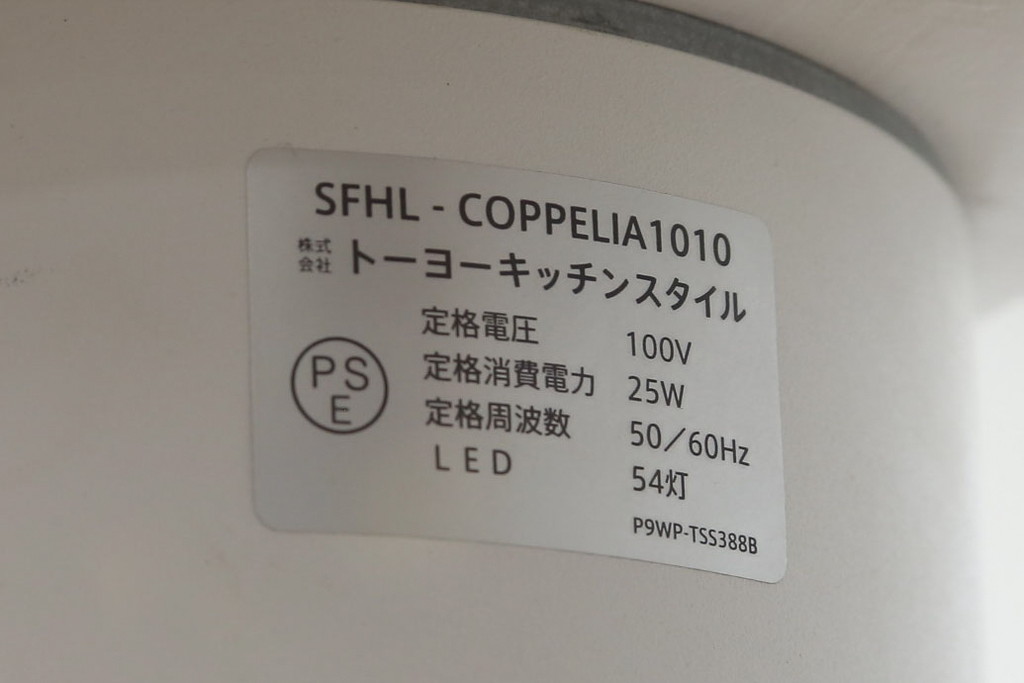 SFHL - COPPELIA1010
株式会社 トーヨーキッチンスタイル
定格電圧 100V
定格消費電力 25W
定格周波数 50／60Hz
LED 54灯
PSE
P9WP-TSS388B